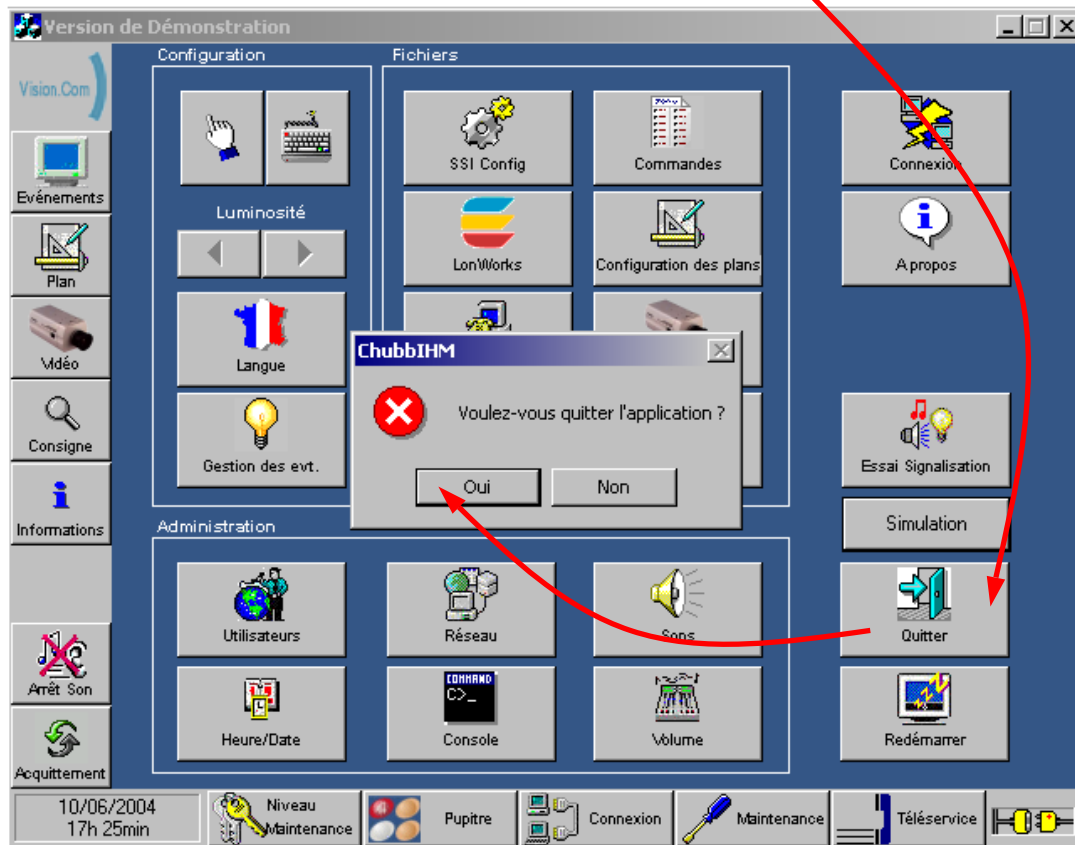 Version de Démonstration
Vision.Com
Configuration
Fichiers
SSI Config
Commandes
Connexion
Evénements
Luminosité
Plan
LonWorks
Configuration des plans
A propos
Vidéo
Langue
ChubbIHM
Voulez-vous quitter l'application ?
Oui
Non
Consigne
Gestion des evt.
Essai Signalisation
Informations
Simulation
Administration
Utilisateurs
Réseau
Sons
Quitter
Arrêt Son
COMMAND
C>_
Heure/Date
Console
Volume
Redémarrer
Acquittement
10/06/2004
17h 25min
Niveau
Maintenance
Pupitre
Connexion
Maintenance
Téléservice